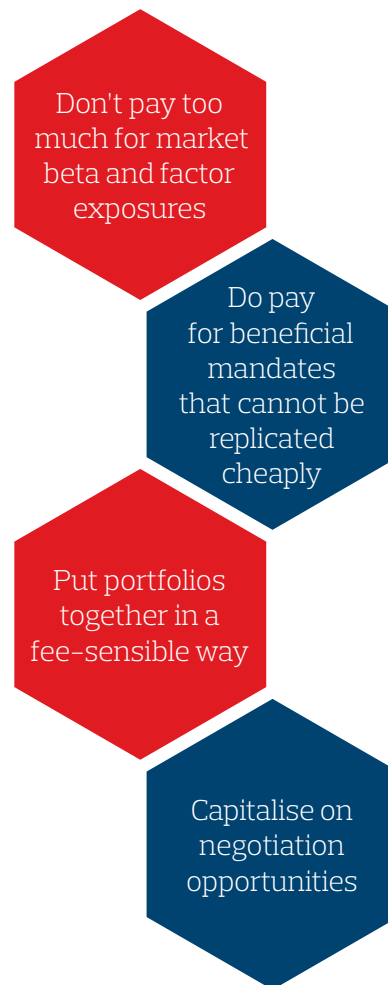 Don't pay too
much for market
beta and factor
exposures
Do pay
for beneficial
mandates
that cannot be
replicated
cheaply
Put portfolios
together in a
fee-sensible way
Capitalise on
negotiation
opportunities